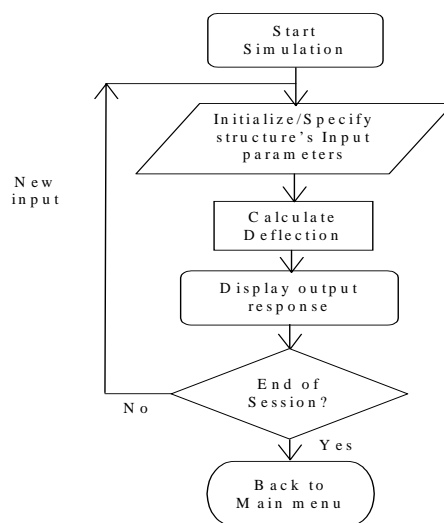 Start
Simulation
Initialize/Specify
structure's Input
parameters
New
input
Calculate
Deflection
Display output
response
End of
Session?
No
Yes
Back to
Main menu